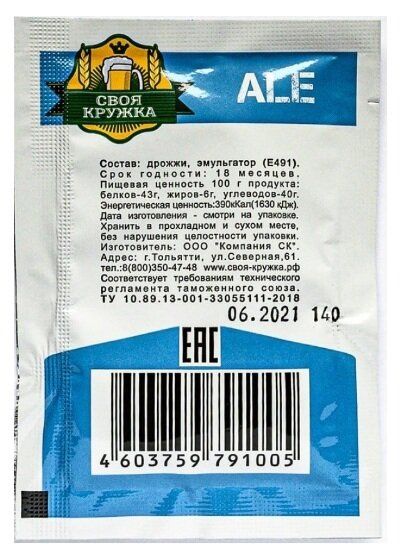 СВОЯ
КРУЖКА
ALE
Состав: дрожжи, эмульгатор (Е491).
Срок годности: 18 месяцев.
Пищевая ценность 100 г продукта:
белков-43г, жиров-6г, углеводов-40г.
Энергетическая ценность:390кКал(1630 кДж).
Дата изготовления - смотри на упаковке.
Хранить в прохладном и сухом месте,
без нарушения целостности упаковки.
Изготовитель: ООО "Компания СК".
Адрес: г.Тольятти, ул.Северная,61.
тел.:8(800)350-47-48 www.своя-кружка.рф
Соответствует требованиям технического
регламента таможенного союза.
ТУ 10.89.13-001-33055111-2018
06.2021 140
EAC
4 603759 791005